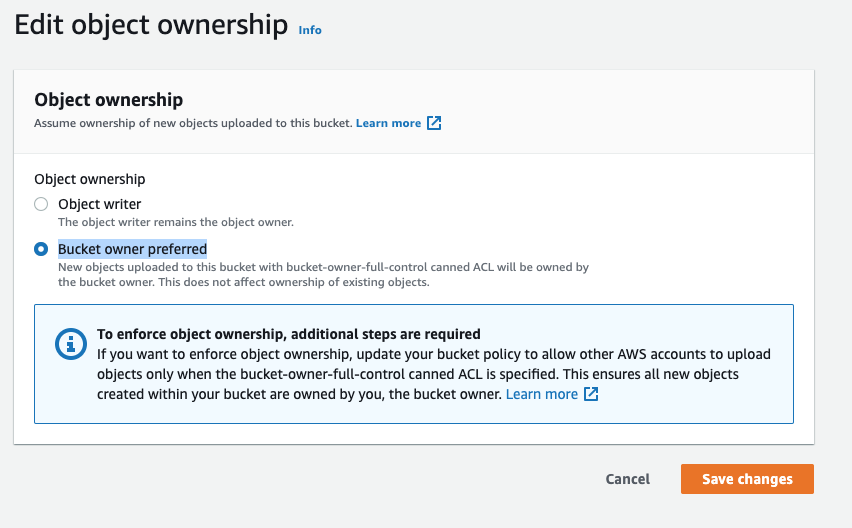 Edit object ownership Info
Object ownership
Assume ownership of new objects uploaded to this bucket. Learn more
Object ownership
Object writer
The object writer remains the object owner.
Bucket owner preferred
New objects uploaded to this bucket with bucket-owner-full-control canned ACL will be owned by
the bucket owner. This does not affect ownership of existing objects.
To enforce object ownership, additional steps are required
If you want to enforce object ownership, update your bucket policy to allow other AWS accounts to upload
objects only when the bucket-owner-full-control canned ACL is specified. This ensures all new objects
created within your bucket are owned by you, the bucket owner. Learn more
Cancel Save changes